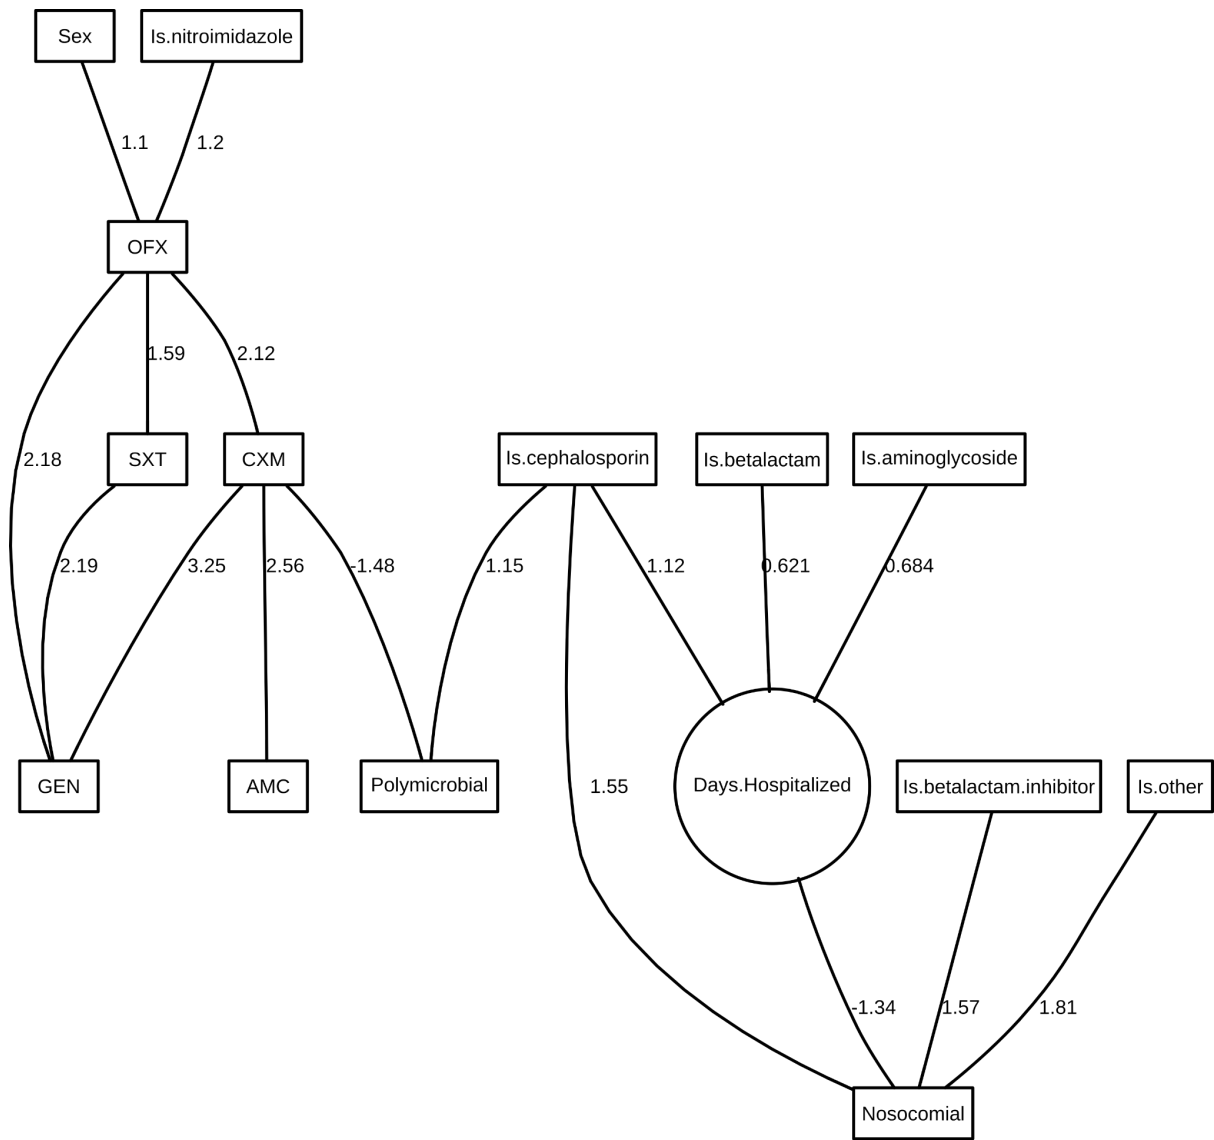 Sex
Is.nitroimidazole
1.1
1.2
OFX
1.59
2.12
2.18
SXT
CXM
Is.cephalosporin
Is.betalactam
Is.aminoglycoside
2.19
3.25
2.56
-1.48
1.15
1.12
0.621
0.684
GEN
AMC
Polymicrobial
1.55
Days.Hospitalized
Is.betalactam.inhibitor
Is.other
-1.34
1.57
1.81
Nosocomial